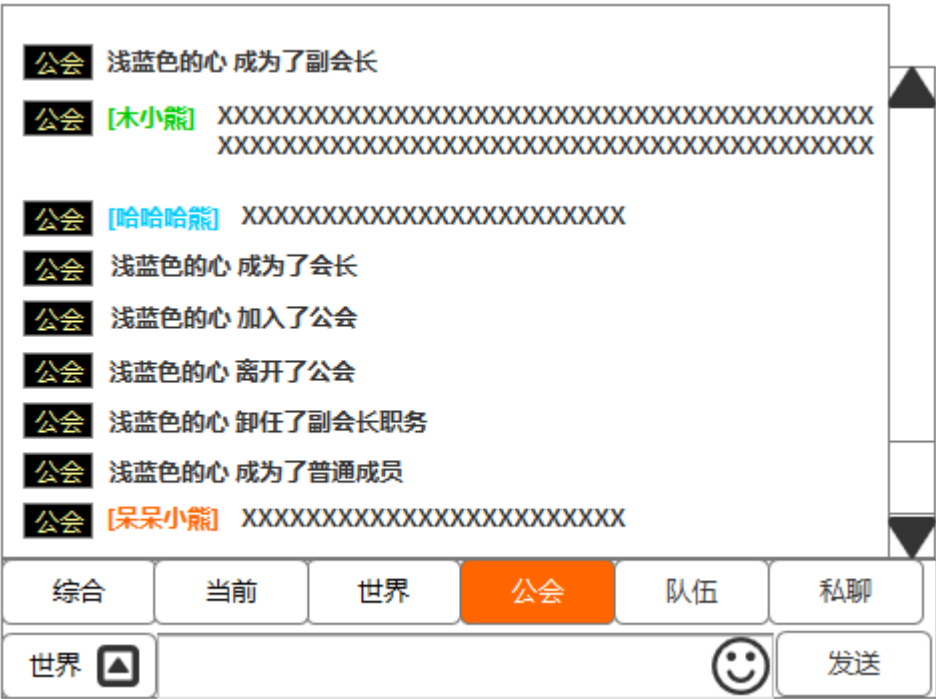 公会 浅蓝色的心 成为了副会长
公会 [木小熊] XXXXXXXXXXXXXXXXXXXXXXXXXXXXXXXXXXXXXXXXX
XXXXXXXXXXXXXXXXXXXXXXXXXXXXXXXXXXXXXXXXX
公会 [哈哈哈熊] XXXXXXXXXXXXXXXXXXXXXXXX
公会 浅蓝色的心 成为了会长
公会 浅蓝色的心 加入了公会
公会 浅蓝色的心 离开了公会
公会 浅蓝色的心 卸任了副会长职务
公会 浅蓝色的心 成为了普通成员
公会 [呆呆小熊] XXXXXXXXXXXXXXXXXXXXXXXX
综合 当前 世界 公会 队伍 私聊
世界 发送